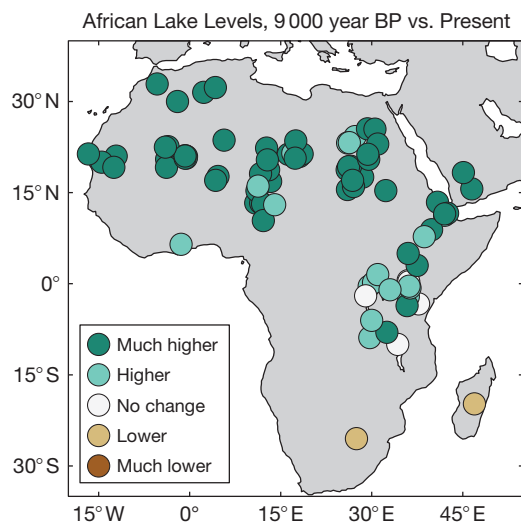 African Lake Levels, 9 000 year BP vs. Present
30° N
15° N
0°
15° S
30° S
Much higher
Higher
No change
Lower
Much lower
15° W 0° 15° E 30° E 45° E